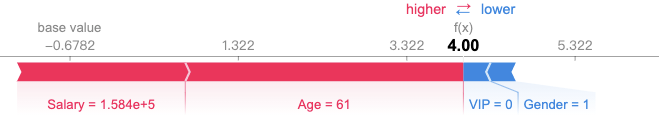 higher ⇄ lower
base value f(x)
−0.6782 1.322 3.322 4.00 5.322
Salary = 1.584e+5 Age = 61 VIP = 0 Gender = 1